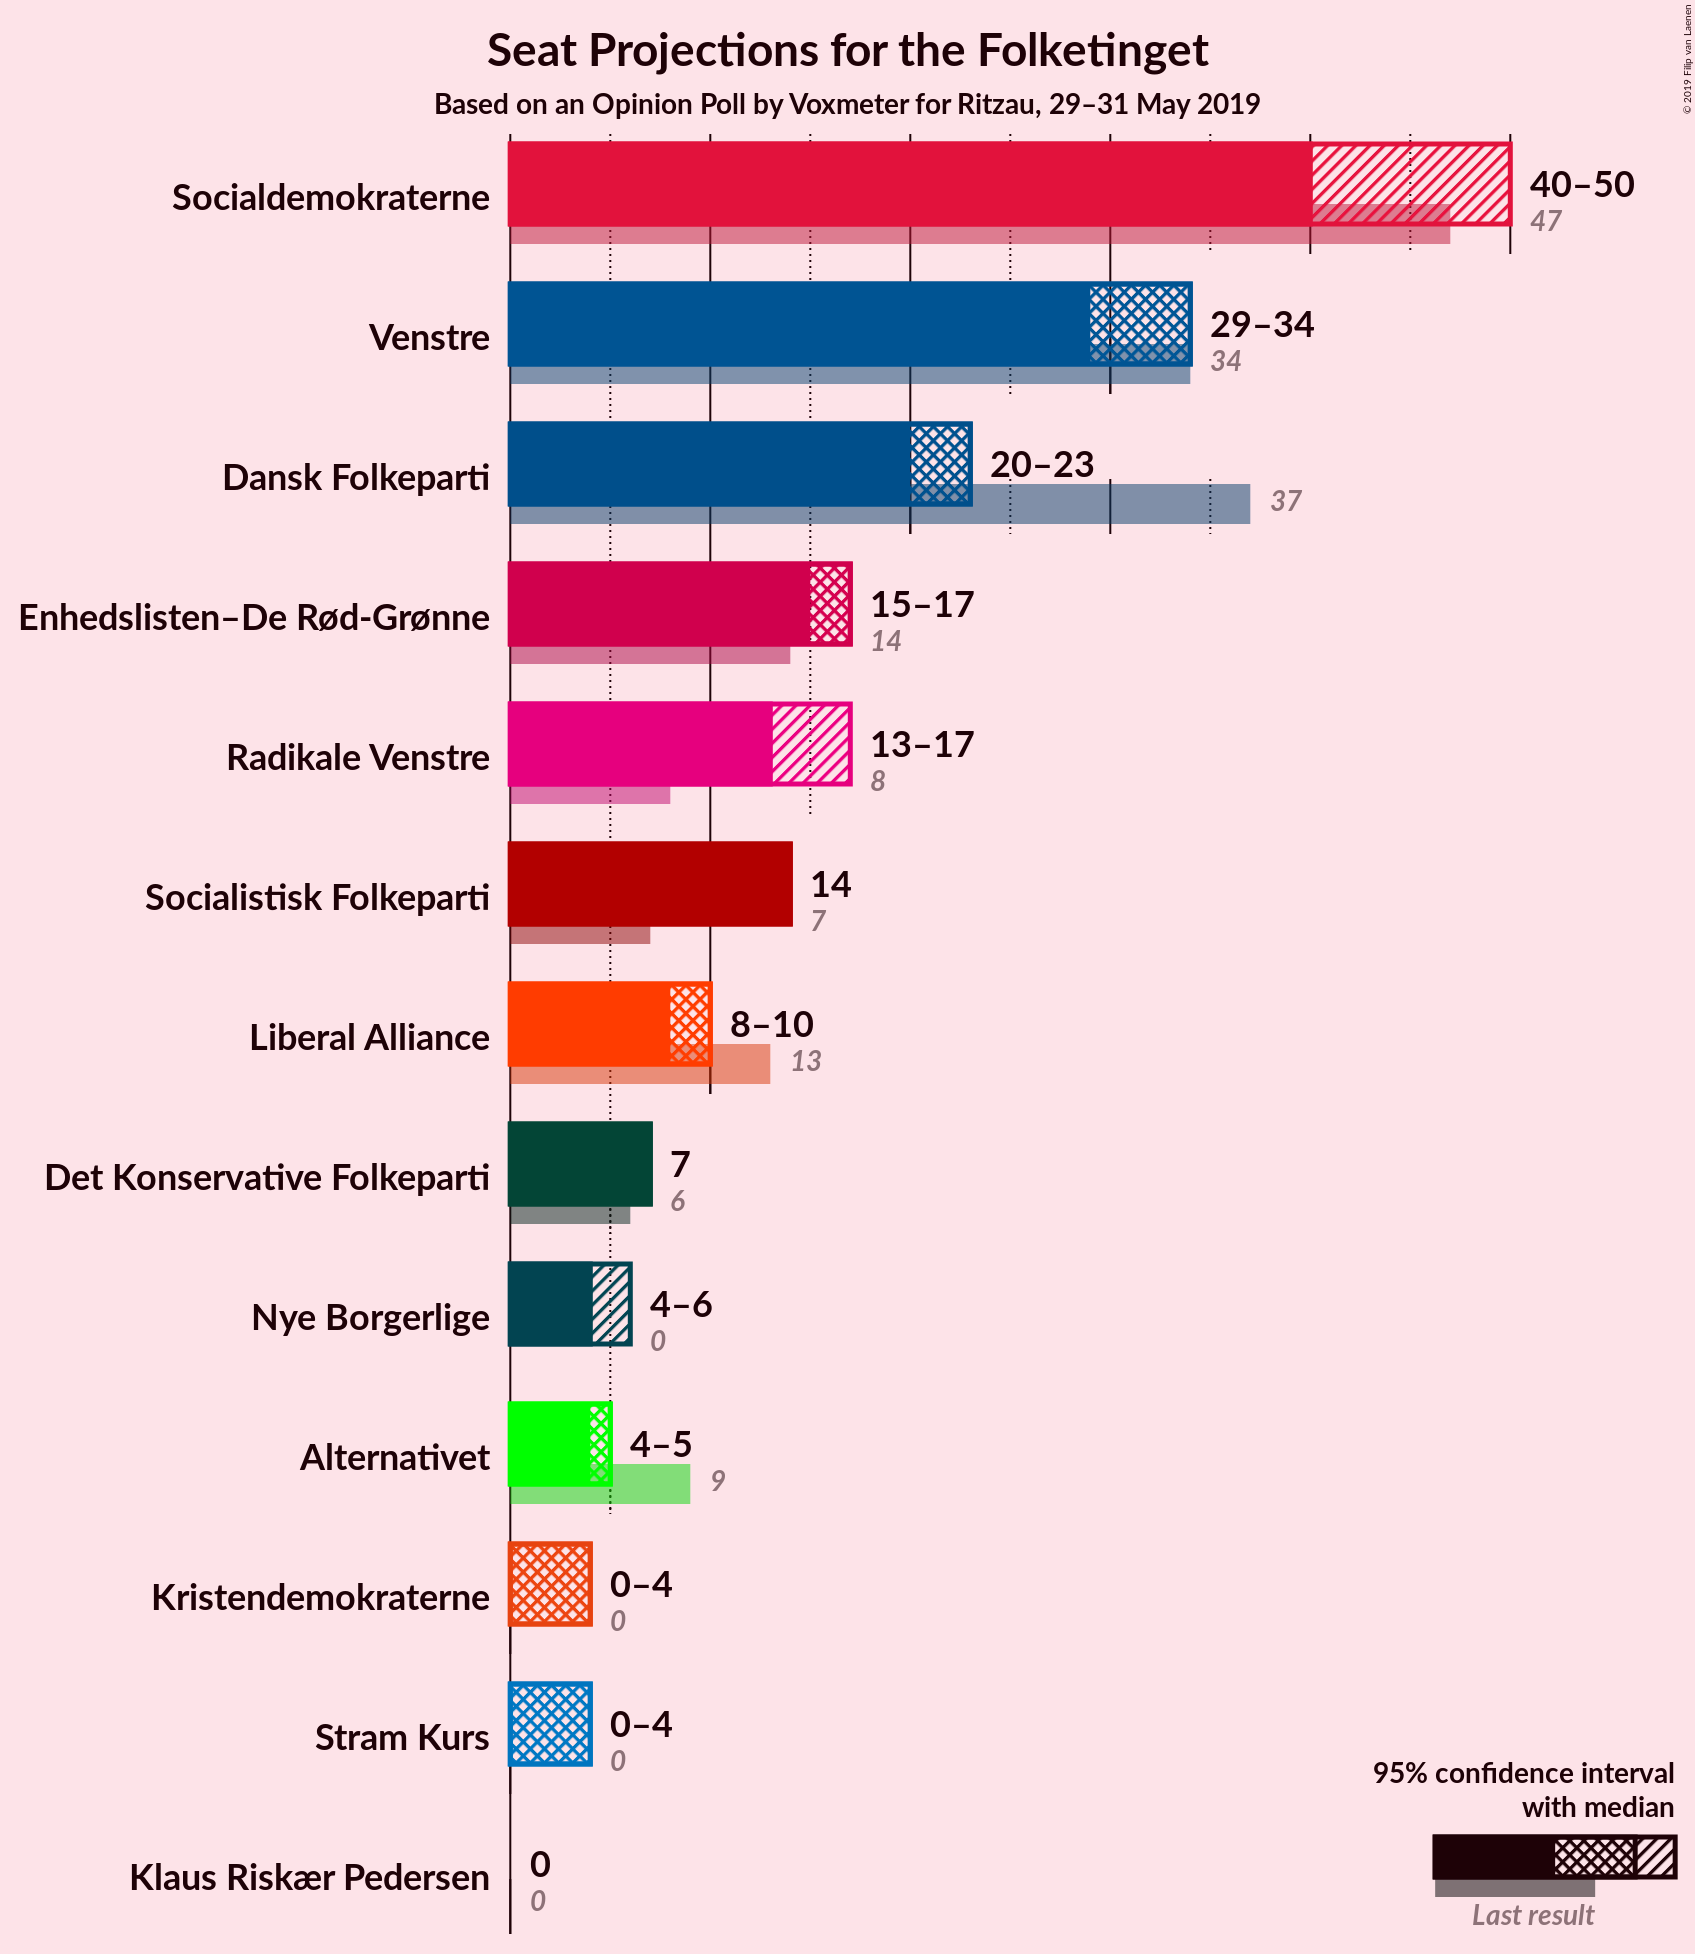 Seat Projections for the Folketinget
Based on an Opinion Poll by Voxmeter for Ritzau, 29–31 May 2019
© 2019 Filip van Laenen
Socialdemokraterne
40–50
47
Venstre
29–34
34
Dansk Folkeparti
20–23
37
Enhedslisten–De Rød-Grønne
15–17
14
Radikale Venstre
13–17
8
Socialistisk Folkeparti
14
7
Liberal Alliance
8–10
13
Det Konservative Folkeparti
7
6
Nye Borgerlige
4–6
0
Alternativet
4–5
9
Kristendemokraterne
0–4
0
Stram Kurs
0–4
0
Klaus Riskær Pedersen
0
0
95% confidence interval
with median
Last result